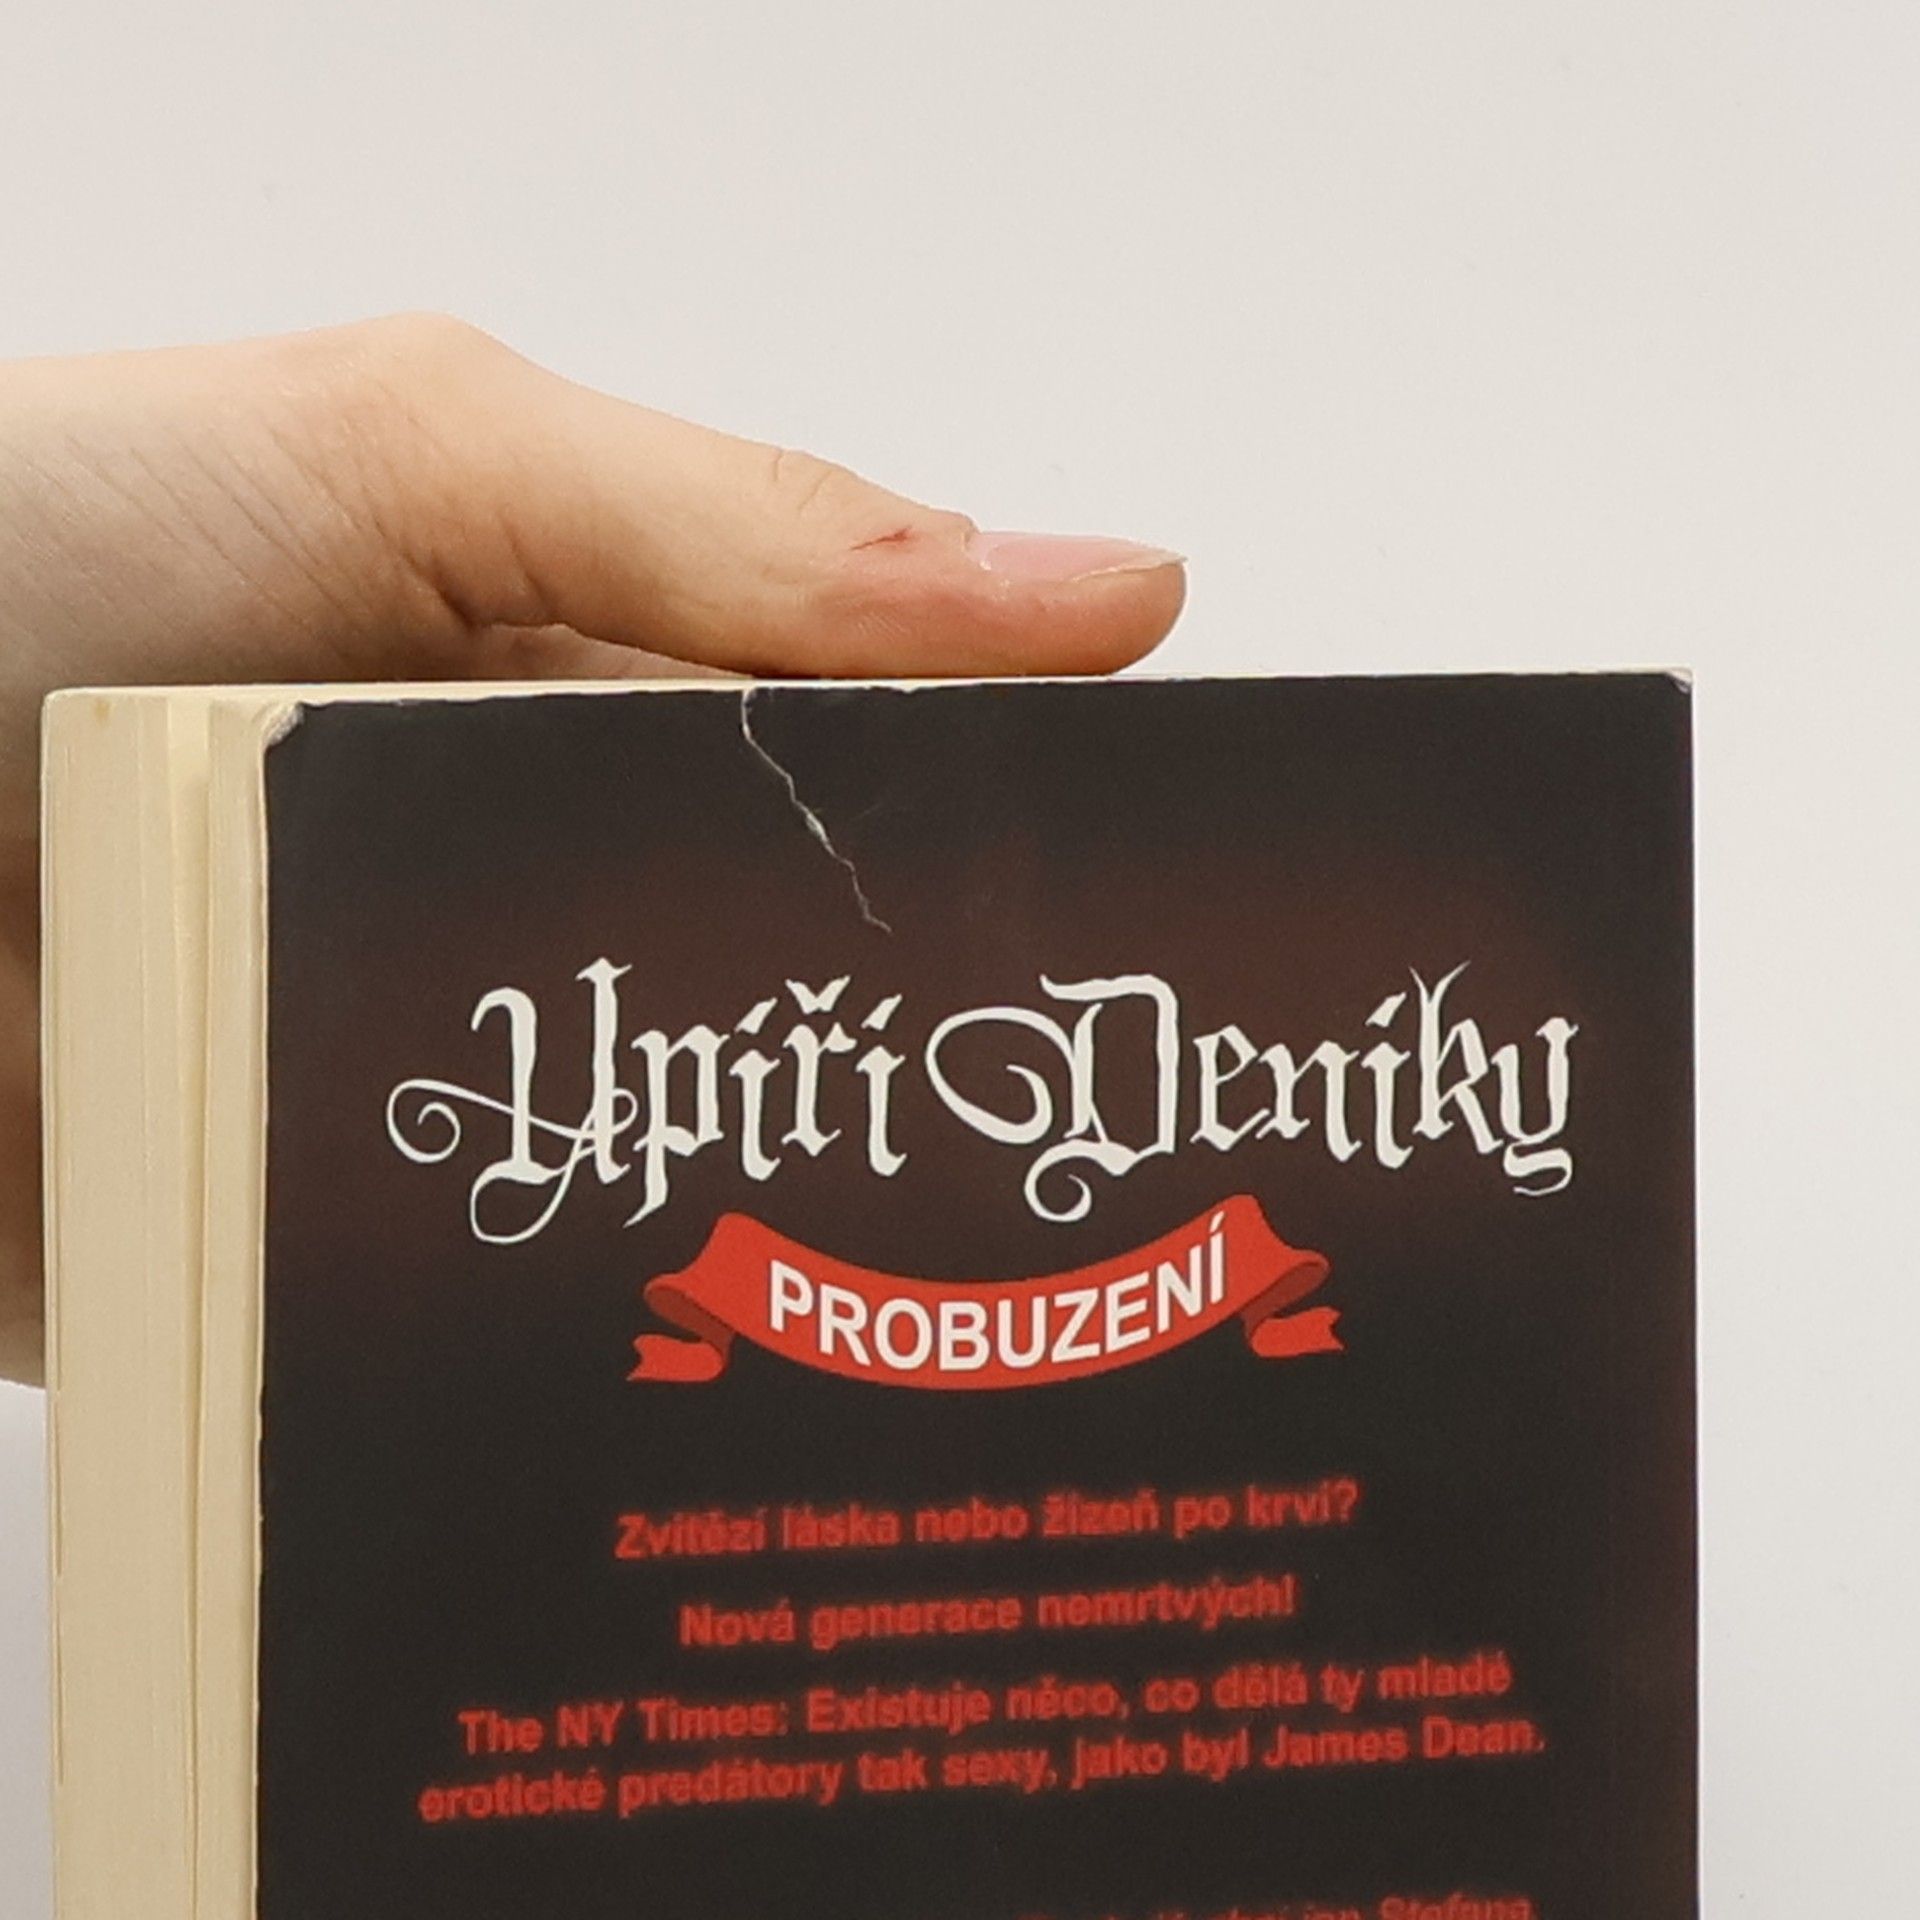 Upíří Deníky
PROBUZENÍ
Zvítězí láska nebo žízeň po krvi?
Nová generace nemrtvých!
The NY Times: Existuje něco, co dělá ty mladé
erotické predátory tak sexy, jako byl James Dean.
Stefana